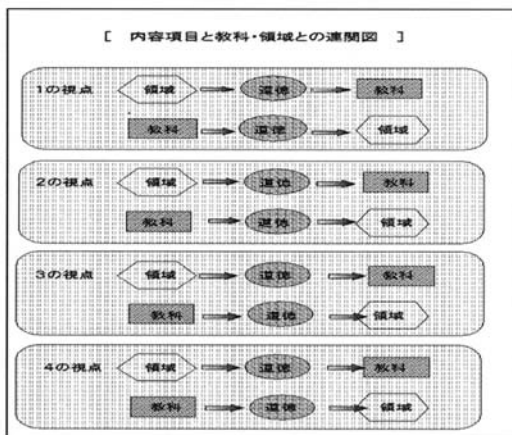 [ 内容項目と教科・領域との連関図 ]
1の視点 領域 道徳 教科
教科 道徳 領域
2の視点 領域 道徳 教科
教科 道徳 領域
3の視点 領域 道徳 教科
教科 道徳 領域
4の視点 領域 道徳 教科
教科 道徳 領域